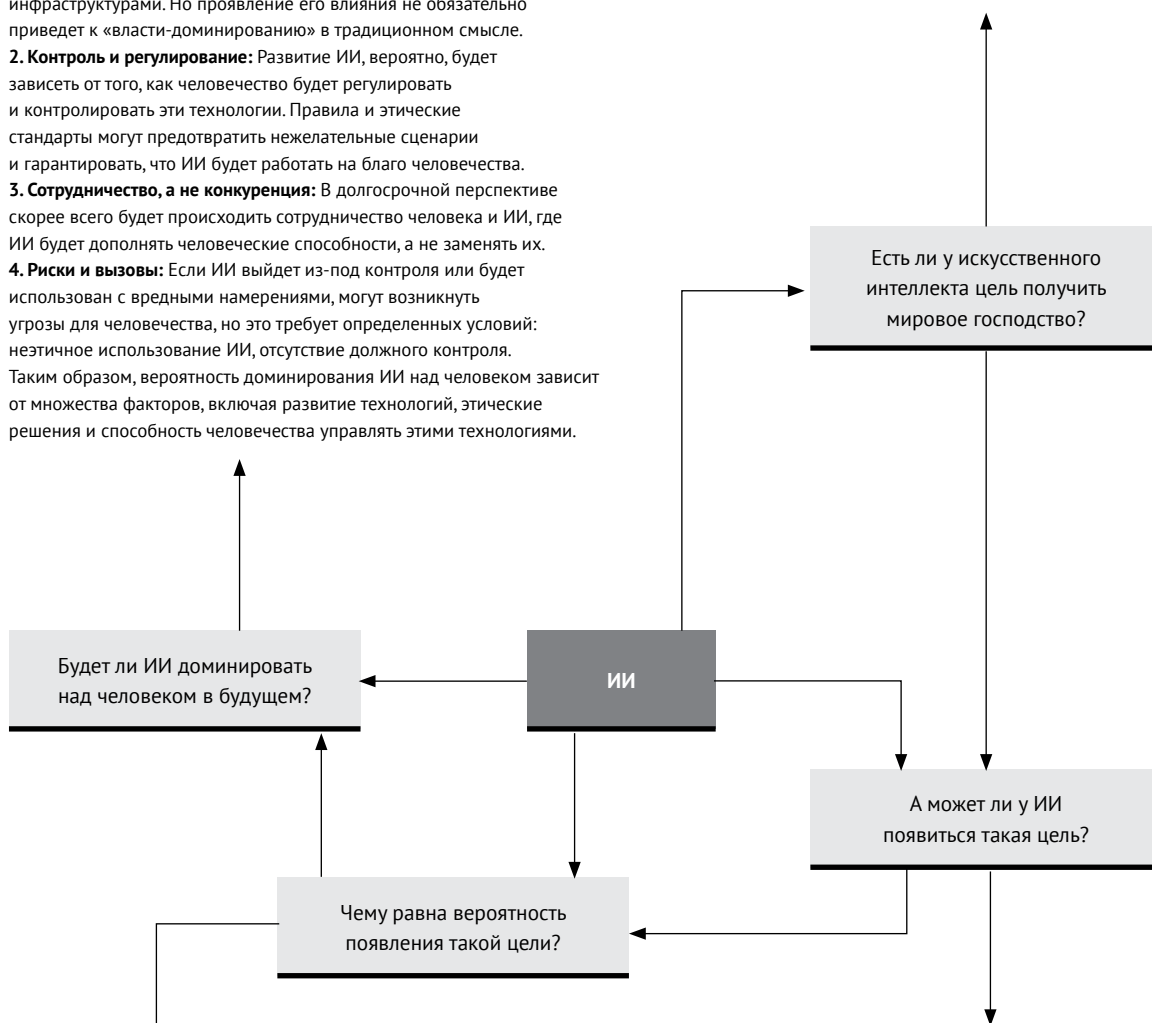 инфраструктурами. Но проявление его влияния не обязательно
приведет к «власти-доминированию» в традиционном смысле.
2. Контроль и регулирование: Развитие ИИ, вероятно, будет
зависеть от того, как человечество будет регулировать
и контролировать эти технологии. Правила и этические
стандарты могут предотвратить нежелательные сценарии
и гарантировать, что ИИ будет работать на благо человечества.
3. Сотрудничество, а не конкуренция: В долгосрочной перспективе
скорее всего будет происходить сотрудничество человека и ИИ, где
ИИ будет дополнять человеческие способности, а не заменять их.
4. Риски и вызовы: Если ИИ выйдет из-под контроля или будет
использован с вредными намерениями, могут возникнуть
угрозы для человечества, но это требует определенных условий:
неэтичное использование ИИ, отсутствие должного контроля.
Таким образом, вероятность доминирования ИИ над человеком зависит
от множества факторов, включая развитие технологий, этические
решения и способность человечества управлять этими технологиями.
Есть ли у искусственного
интеллекта цель получить
мировое господство?
Будет ли ИИ доминировать
над человеком в будущем?
ИИ
А может ли у ИИ
появиться такая цель?
Чему равна вероятность
появления такой цели?